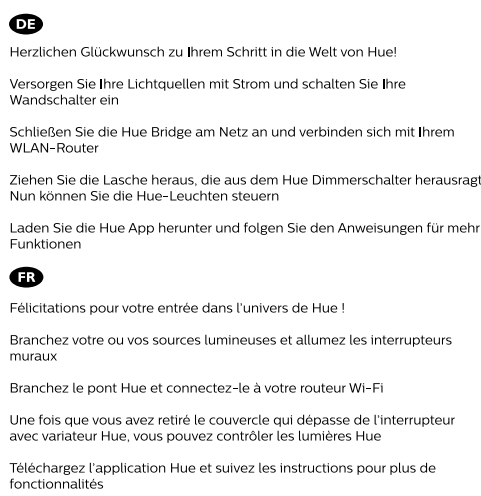 DE
Herzlichen Glückwunsch zu Ihrem Schritt in die Welt von Hue!
Versorgen Sie Ihre Lichtquellen mit Strom und schalten Sie Ihre
Wandschalter ein
Schließen Sie die Hue Bridge am Netz an und verbinden sich mit Ihrem
WLAN-Router
Ziehen Sie die Lasche heraus, die aus dem Hue Dimmerschalter herausragt
Nun können Sie die Hue-Leuchten steuern
Laden Sie die Hue App herunter und folgen Sie den Anweisungen für mehr
Funktionen
FR
Félicitations pour votre entrée dans l'univers de Hue !
Branchez votre ou vos sources lumineuses et allumez les interrupteurs
muraux
Branchez le pont Hue et connectez-le à votre routeur Wi-Fi
Une fois que vous avez retiré le couvercle qui dépasse de l'interrupteur
avec variateur Hue, vous pouvez contrôler les lumières Hue
Téléchargez l'application Hue et suivez les instructions pour plus de
fonctionnalités